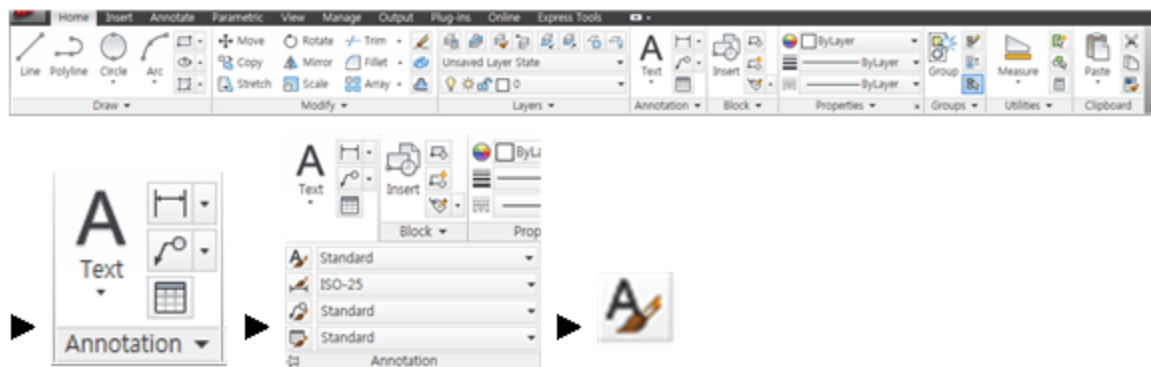 Home Insert Annotate Parametric View Manage Output Plug-ins Online Express Tools
Line Polyline Circle Arc
Move Rotate Trim
Copy Mirror Fillet
Stretch Scale Array
Unsaved Layer State
0
Text Insert
ByLayer
ByLayer
ByLayer
Group Measure Paste
Draw Modify Layers Annotation Block Properties Groups Utilities Clipboard
A
Text
Annotation
A
Text Insert
ByLa
Block Prop
Standard
ISO-25
Standard
Standard
Annotation
A